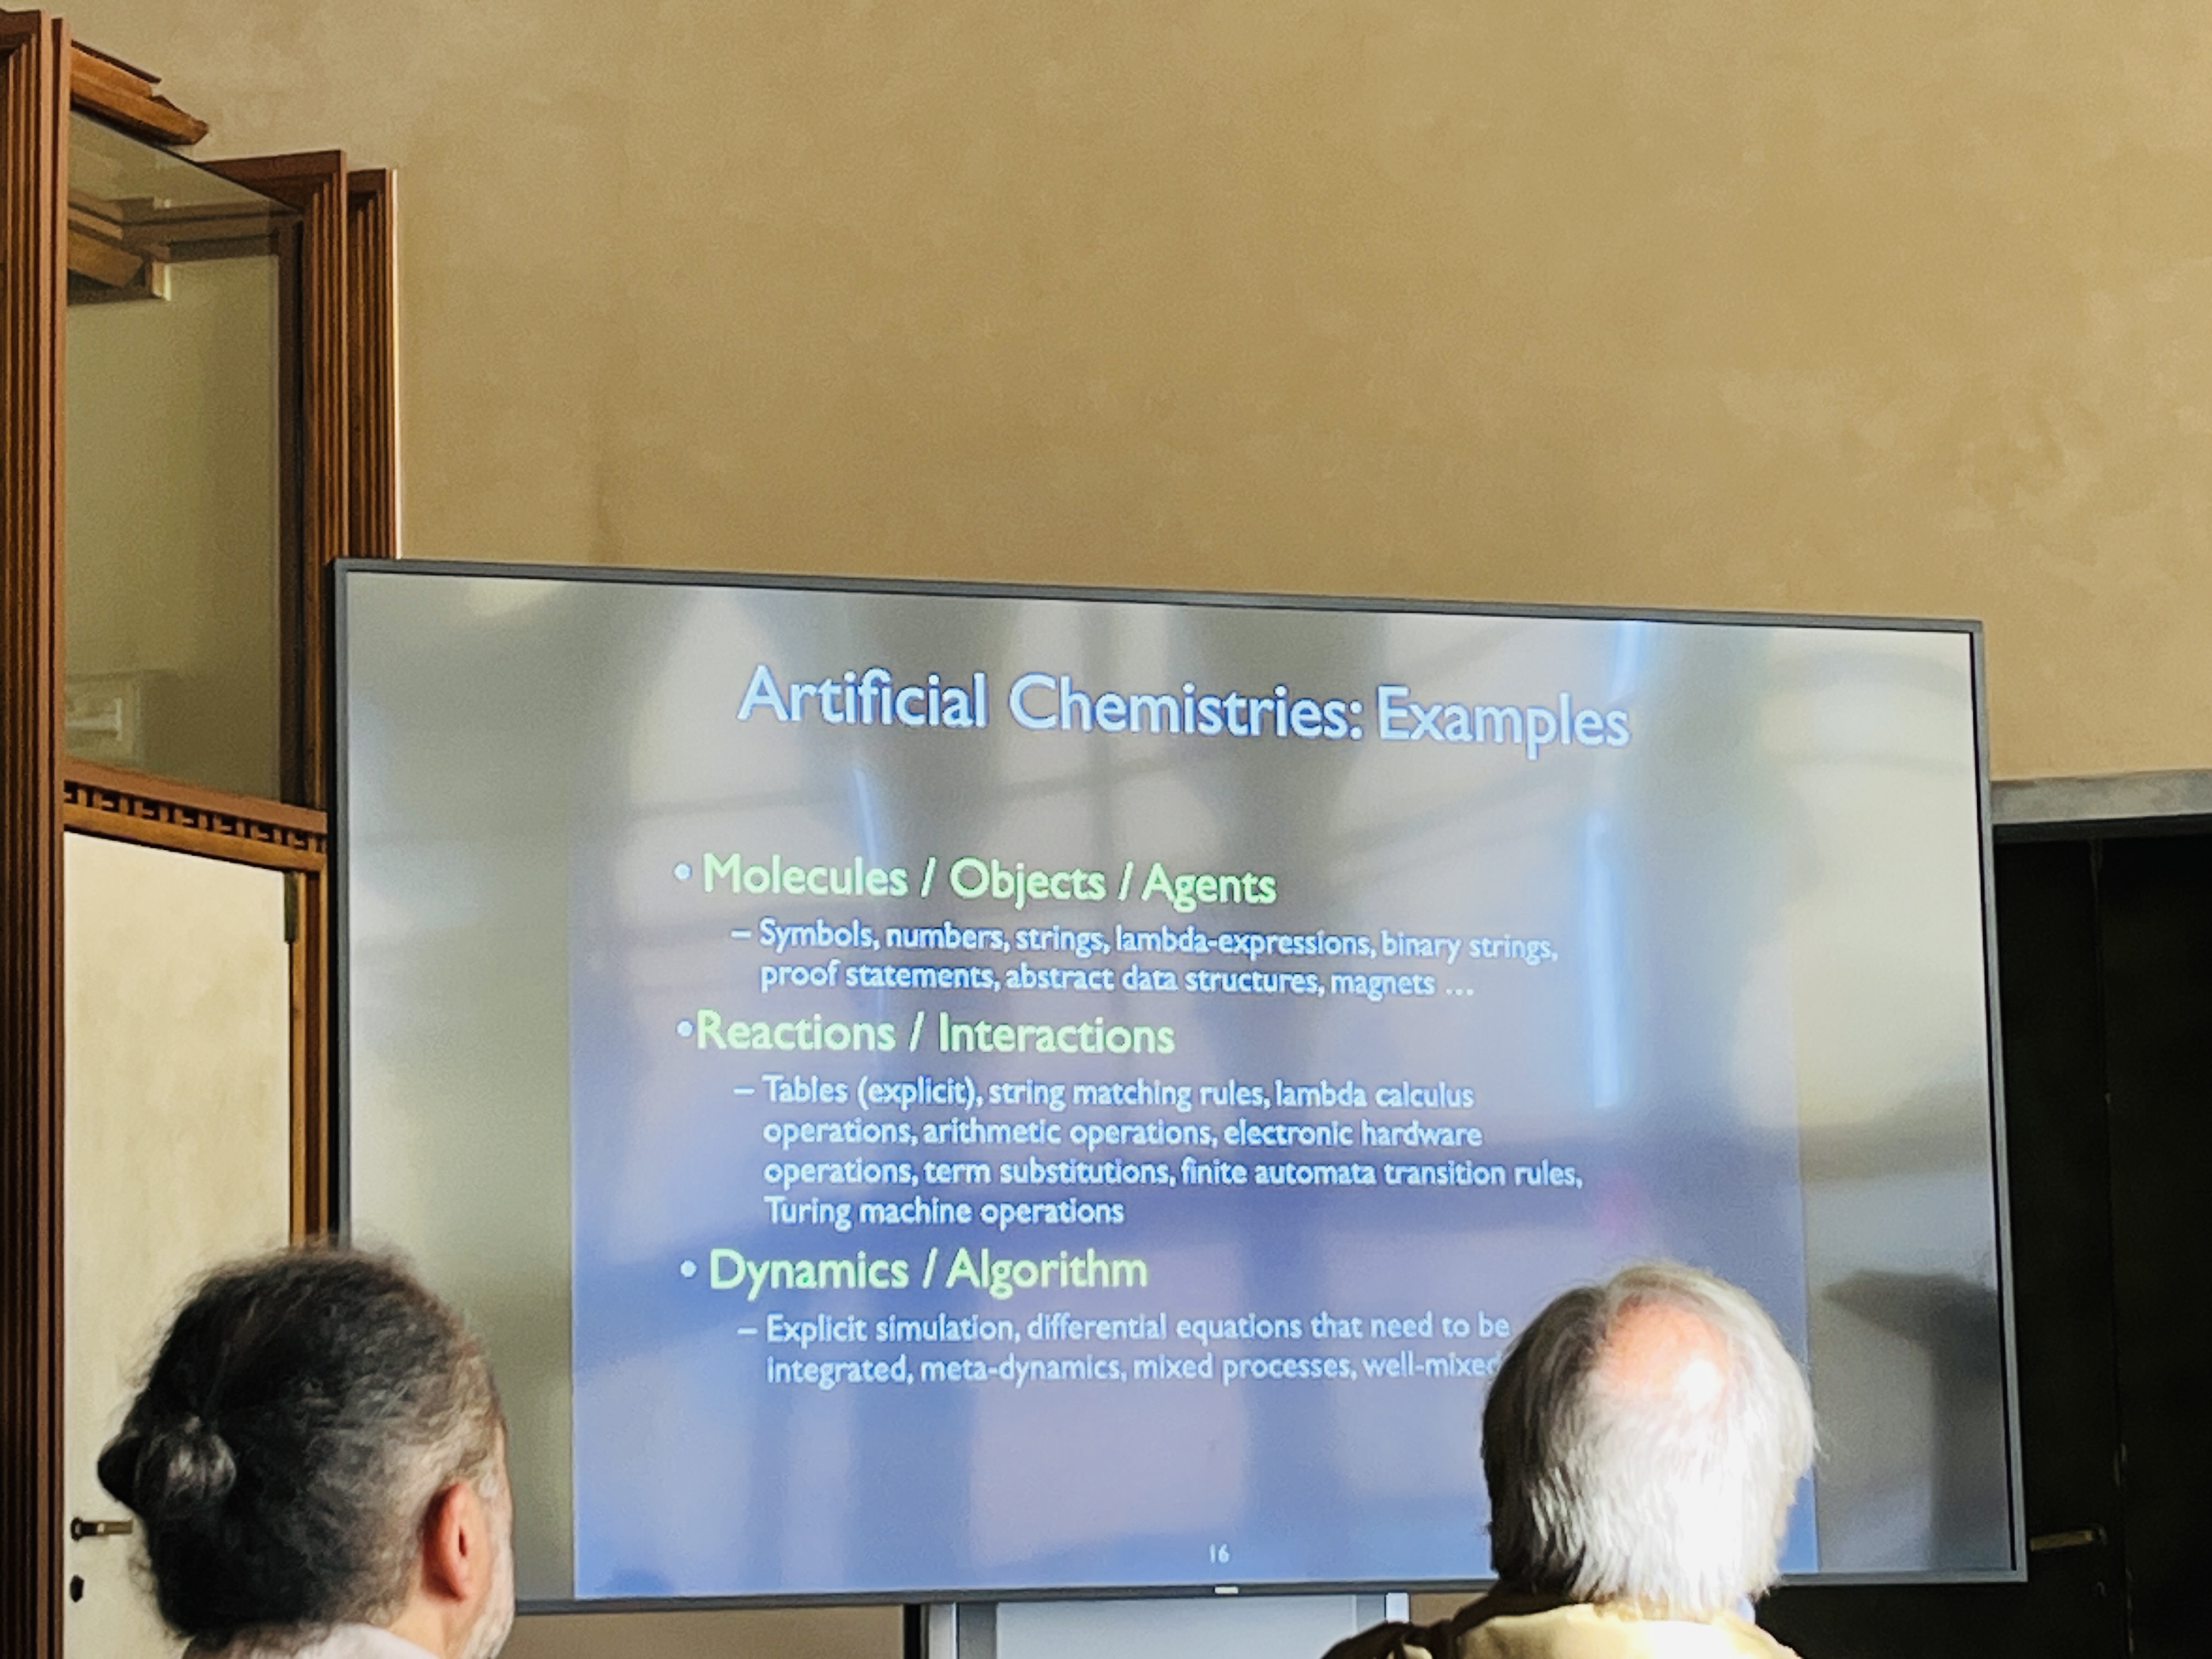 Artificial Chemistries: Examples
• Molecules / Objects / Agents
– Symbols, numbers, strings, lambda-expressions, binary strings,
proof statements, abstract data structures, magnets ...
•Reactions / Interactions
– Tables (explicit), string matching rules, lambda calculus
operations, arithmetic operations, electronic hardware
operations, term substitutions, finite automata transition rules,
Turing machine operations
• Dynamics / Algorithm
– Explicit simulation, differential equations that need to be
integrated, meta-dynamics, mixed processes, well-mixed
16